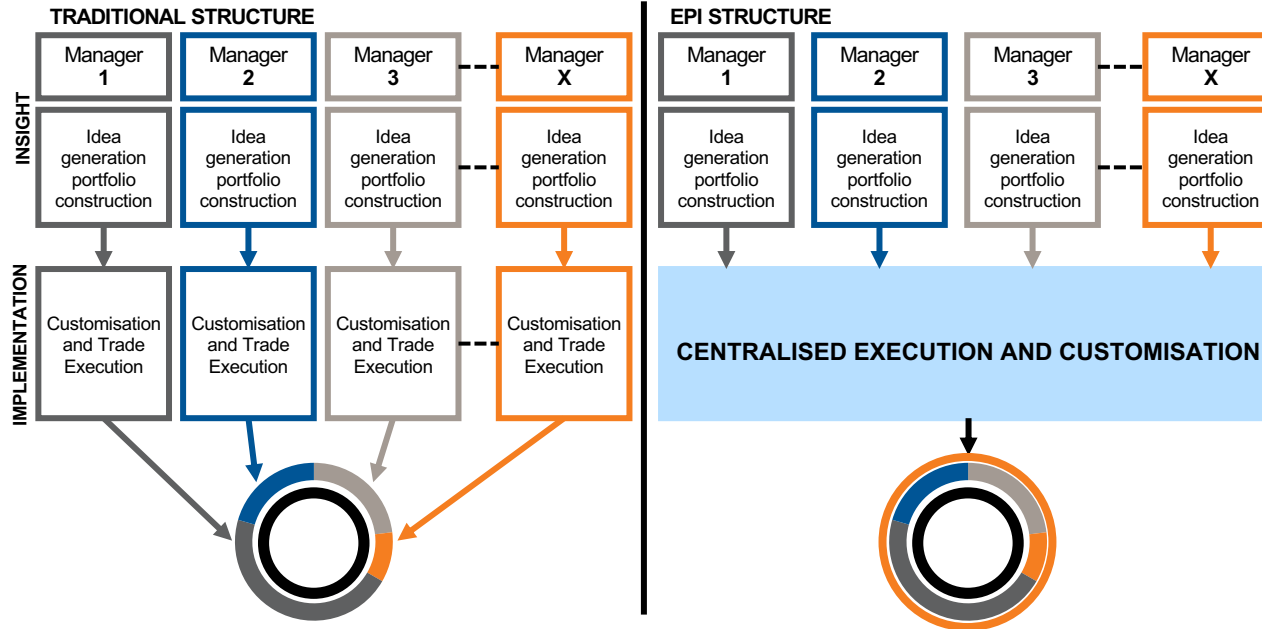 TRADITIONAL STRUCTURE
INSIGHT
IMPLEMENTATION
Manager
1
Manager
2
Manager
3
Manager
X
Idea
generation
portfolio
construction
Idea
generation
portfolio
construction
Idea
generation
portfolio
construction
Idea
generation
portfolio
construction
Customisation
and Trade
Execution
Customisation
and Trade
Execution
Customisation
and Trade
Execution
Customisation
and Trade
Execution
EPI STRUCTURE
Manager
1
Manager
2
Manager
3
Manager
X
Idea
generation
portfolio
construction
Idea
generation
portfolio
construction
Idea
generation
portfolio
construction
Idea
generation
portfolio
construction
CENTRALISED EXECUTION AND CUSTOMISATION